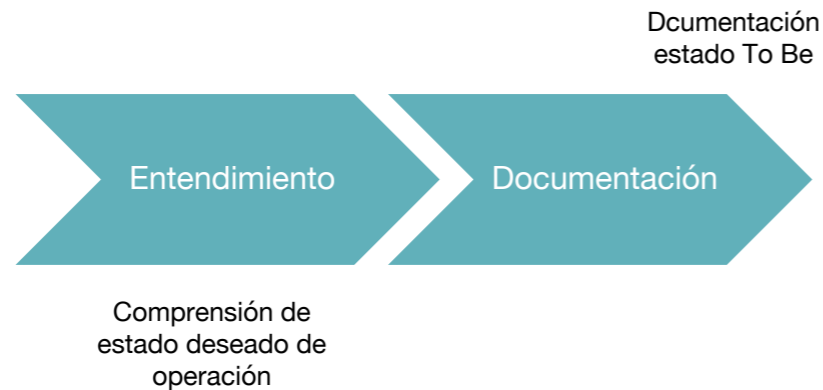 Dcumentación
estado To Be
Entendimiento
Documentación
Comprensión de
estado deseado de
operación